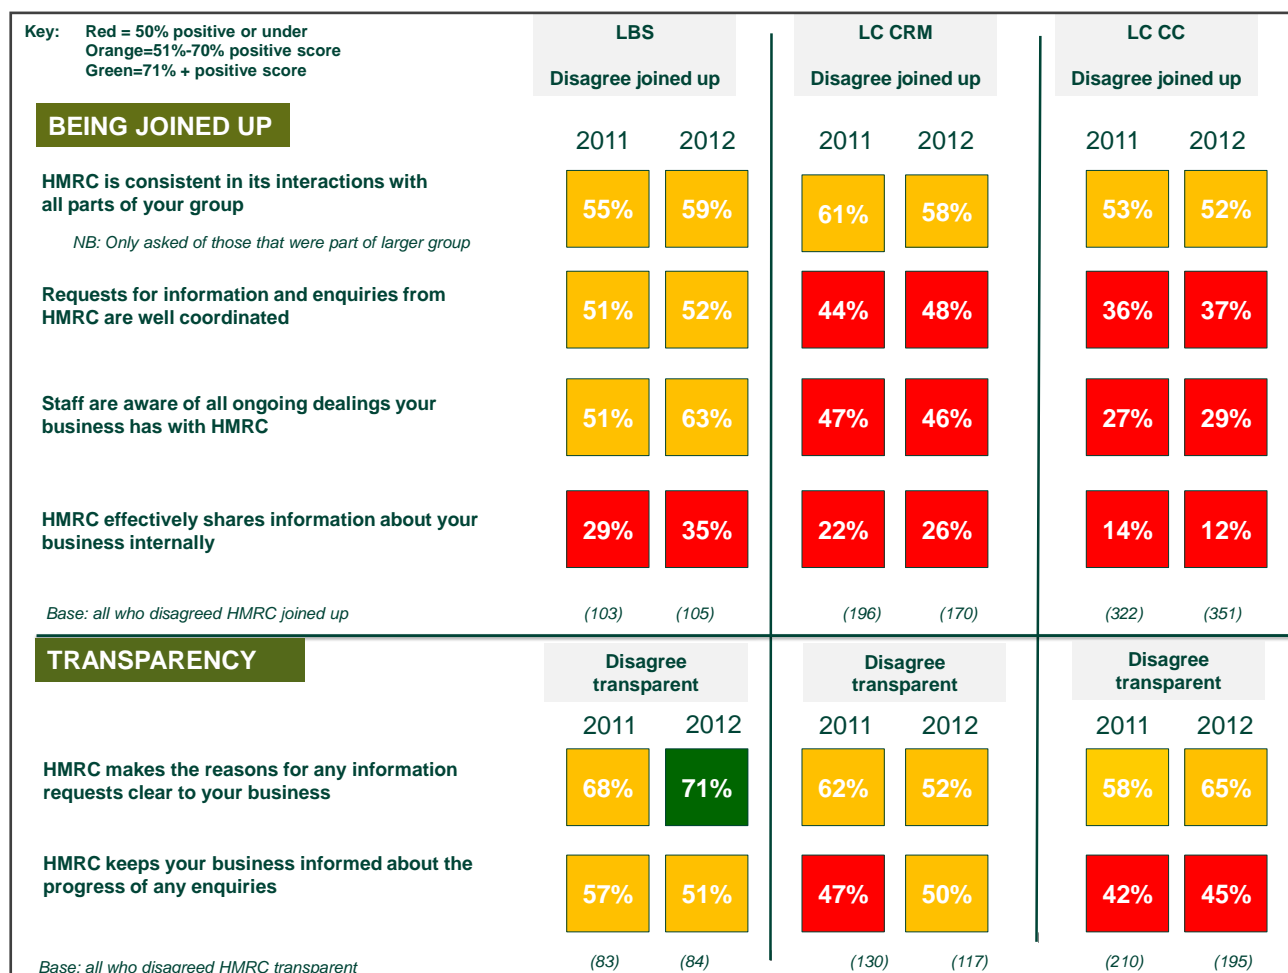 Key: Red = 50% positive or under
Orange=51%-70% positive score
Green=71% + positive score
LBS LC CRM LC CC
Disagree joined up Disagree joined up Disagree joined up
BEING JOINED UP
2011 2012 2011 2012 2011 2012
HMRC is consistent in its interactions with
all parts of your group
55% 59% 61% 58% 53% 52%
NB: Only asked of those that were part of larger group
Requests for information and enquiries from
HMRC are well coordinated
51% 52% 44% 48% 36% 37%
Staff are aware of all ongoing dealings your
business has with HMRC
51% 63% 47% 46% 27% 29%
HMRC effectively shares information about your
business internally
29% 35% 22% 26% 14% 12%
Base: all who disagreed HMRC joined up (103) (105) (196) (170) (322) (351)
TRANSPARENCY
Disagree Disagree Disagree
transparent transparent transparent
2011 2012 2011 2012 2011 2012
HMRC makes the reasons for any information
requests clear to your business
68% 71% 62% 52% 58% 65%
HMRC keeps your business informed about the
progress of any enquiries
57% 51% 47% 50% 42% 45%
Base: all who disagreed HMRC transparent (83) (84) (130) (117) (210) (195)